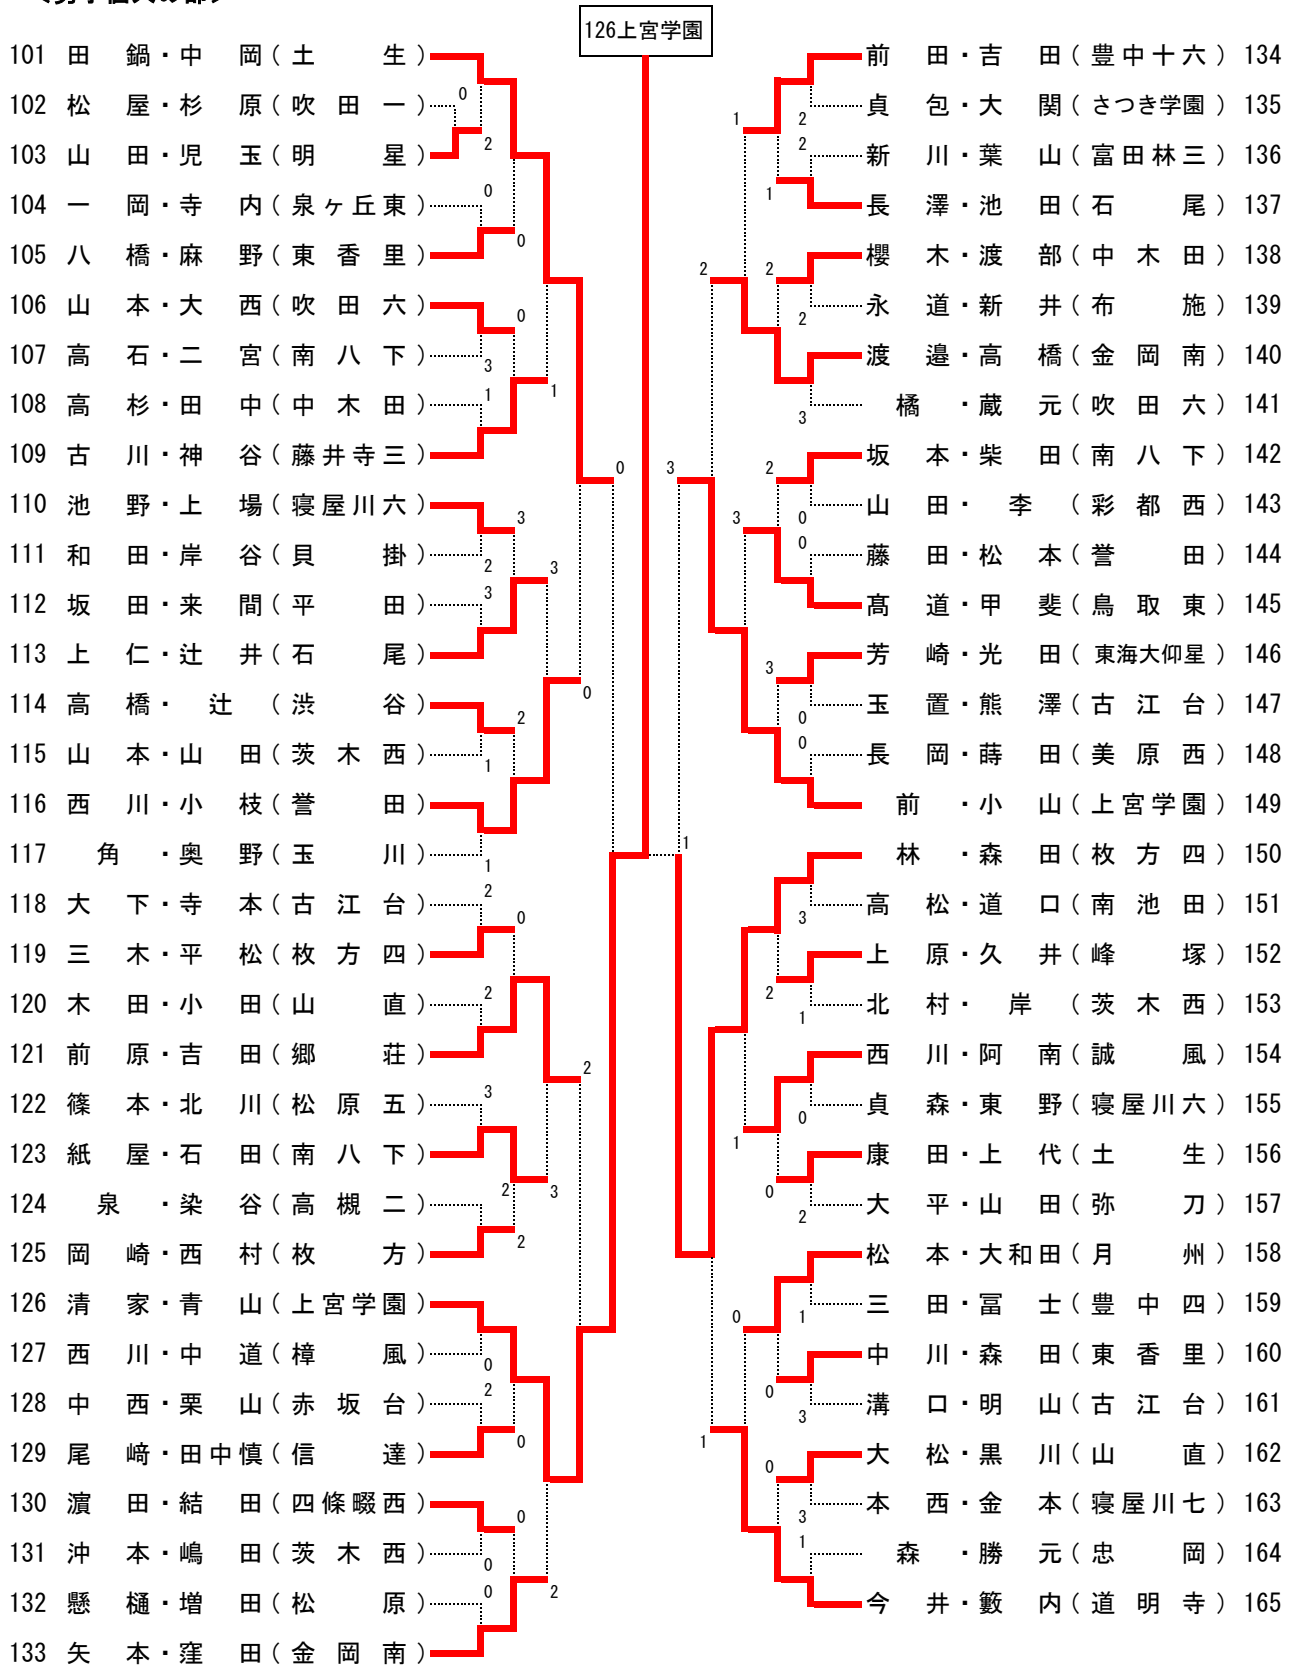 126上宮学園
101 田 鍋・中 岡(土 生)
102 松 屋・杉 原(吹田一)
103 山 田・児 玉(明 星)
104 一 岡・寺 内(泉ヶ丘東)
105 八 橋・麻 野(東香里)
106 山 本・大 西(吹田六)
107 高 石・二 宮(南八下)
108 高 杉・田 中(中木田)
109 古 川・神 谷(藤井寺三)
110 池 野・上 場(寝屋川六)
111 和 田・岸 谷(貝 掛)
112 坂 田・来 間(平 田)
113 上 仁・辻 井(石 尾)
114 高 橋・ 辻 (渋 谷)
115 山 本・山 田(茨木西)
116 西 川・小 枝(誉 田)
117 角 ・奥 野(玉 川)
118 大 下・寺 本(古江台)
119 三 木・平 松(枚方四)
120 木 田・小 田(山 直)
121 前 原・吉 田(郷 荘)
122 篠 本・北 川(松原五)
123 紙 屋・石 田(南八下)
124 泉 ・染 谷(高槻二)
125 岡 崎・西 村(枚 方)
126 清 家・青 山(上宮学園)
127 西 川・中 道(樟 風)
128 中 西・栗 山(赤坂台)
129 尾 﨑・田中慎(信 達)
130 濵 田・結 田(四條畷西)
131 沖 本・嶋 田(茨木西)
132 懸 樋・増 田(松 原)
133 矢 本・窪 田(金岡南)
前 田・吉 田(豊中十六) 134
貞 包・大 関(さつき学園) 135
新 川・葉 山(富田林三) 136
長 澤・池 田(石 尾) 137
櫻 木・渡 部(中木田) 138
永 道・新 井(布 施) 139
渡 邉・高 橋(金岡南) 140
橘 ・蔵 元(吹田六) 141
坂 本・柴 田(南八下) 142
山 田・ 李 (彩都西) 143
藤 田・松 本(誉 田) 144
髙 道・甲 斐(鳥取東) 145
芳 崎・光 田(東海大仰星) 146
玉 置・熊 澤(古江台) 147
長 岡・蒔 田(美原西) 148
前 ・小 山(上宮学園) 149
林 ・森 田(枚方四) 150
高 松・道 口(南池田) 151
上 原・久 井(峰 塚) 152
北 村・ 岸 (茨木西) 153
西 川・阿 南(誠 風) 154
貞 森・東 野(寝屋川六) 155
康 田・上 代(土 生) 156
大 平・山 田(弥 刀) 157
松 本・大和田(月 州) 158
三 田・冨 士(豊中四) 159
中 川・森 田(東香里) 160
溝 口・明 山(古江台) 161
大 松・黒 川(山 直) 162
本 西・金 本(寝屋川七) 163
森 ・勝 元(忠 岡) 164
今 井・藪 内(道明寺) 165